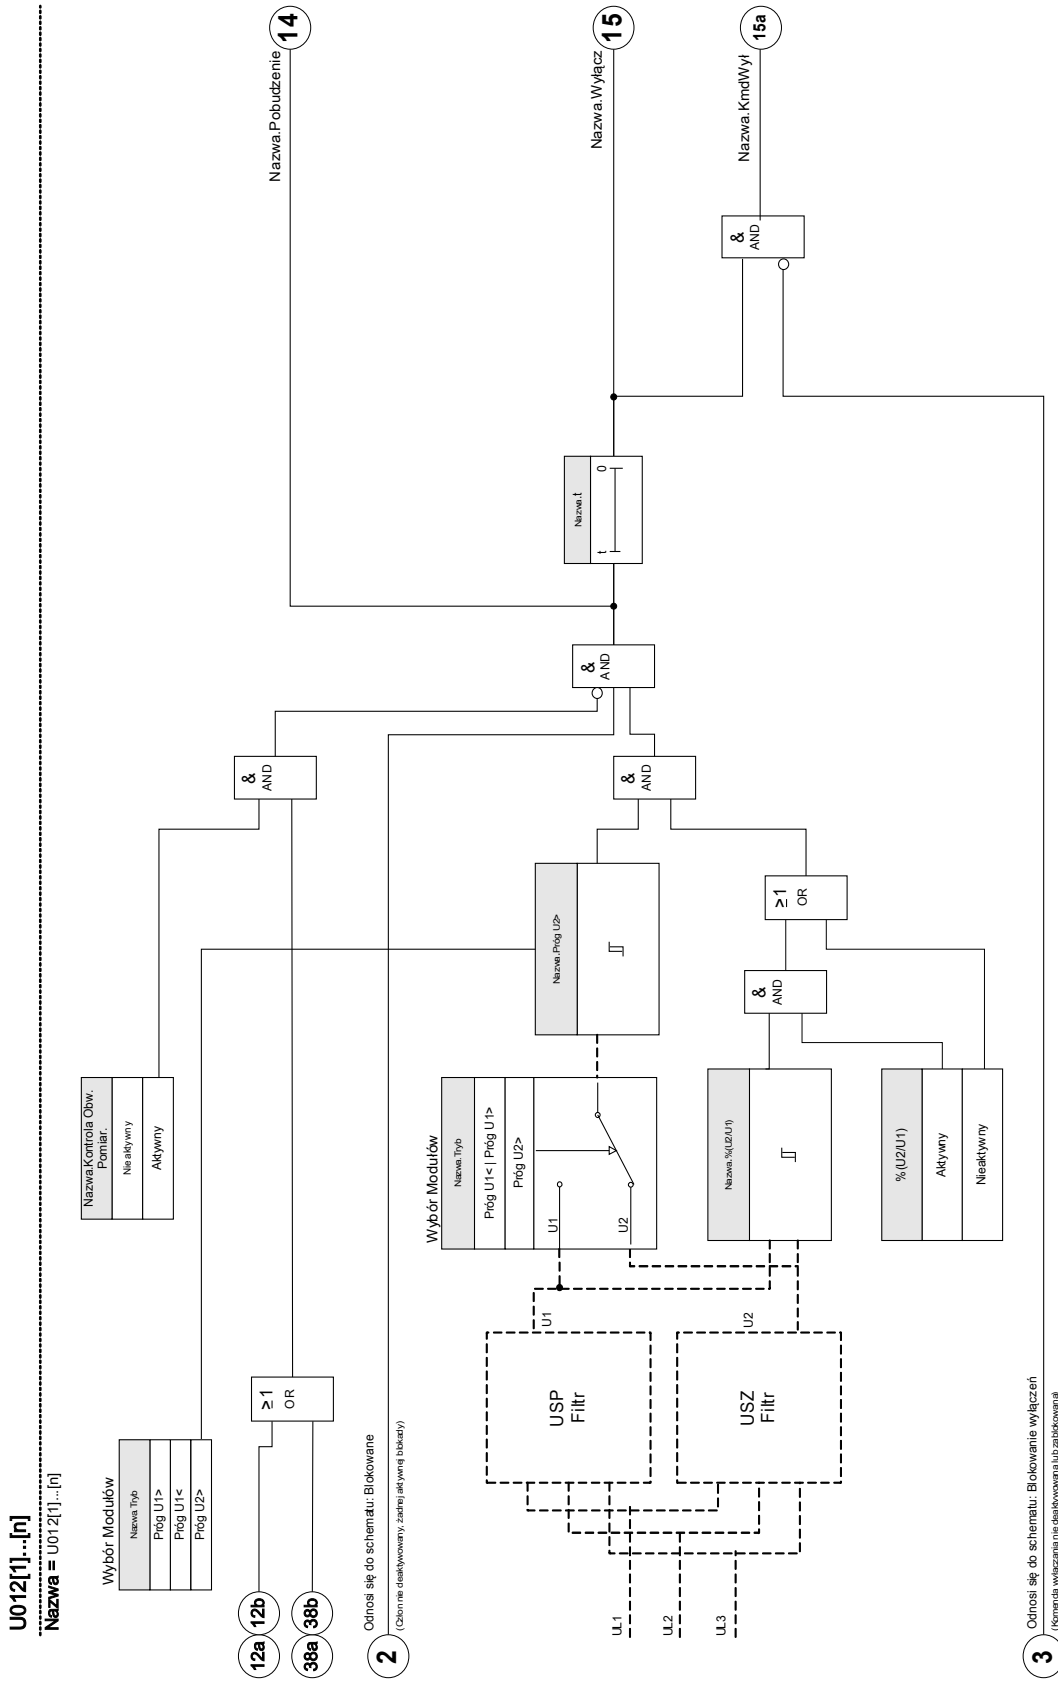 U012[1]...[n]
Nazwa = U012[1]...[n]
Wybór Modułów
Nazwa.Tryb
Próg U1>
Próg U1<
Próg U2>
Nazwa.Kontrola Obw.
Pomiar.
Nieaktywny
Aktywny
12a
12b
38a
38b
≥1
OR
&
AND
Nazwa.Pobudzenie
14
2
Odnosi się do schematu: Blokowane
(Człon nie deaktywowany, żadnej aktywnej blokady)
Wybór Modułów
Nazwa.Tryb
Próg U1< | Próg U1>
Próg U2>
U1
U2
Nazwa.Próg U2>
&
AND
Nazwa.t
t
0
Nazwa.Wyłącz
15
UL1
UL2
UL3
USP
Filtr
U1
USZ
Filtr
U2
Nazwa.%(U2/U1)
&
AND
≥1
OR
&
AND
%(U2/U1)
Aktywny
Nieaktywny
&
AND
Nazwa.KmdWył
15a
3
Odnosi się do schematu: Blokowanie wyłączeń
(Komenda wyłączania nie deaktywowana lub zablokowana)